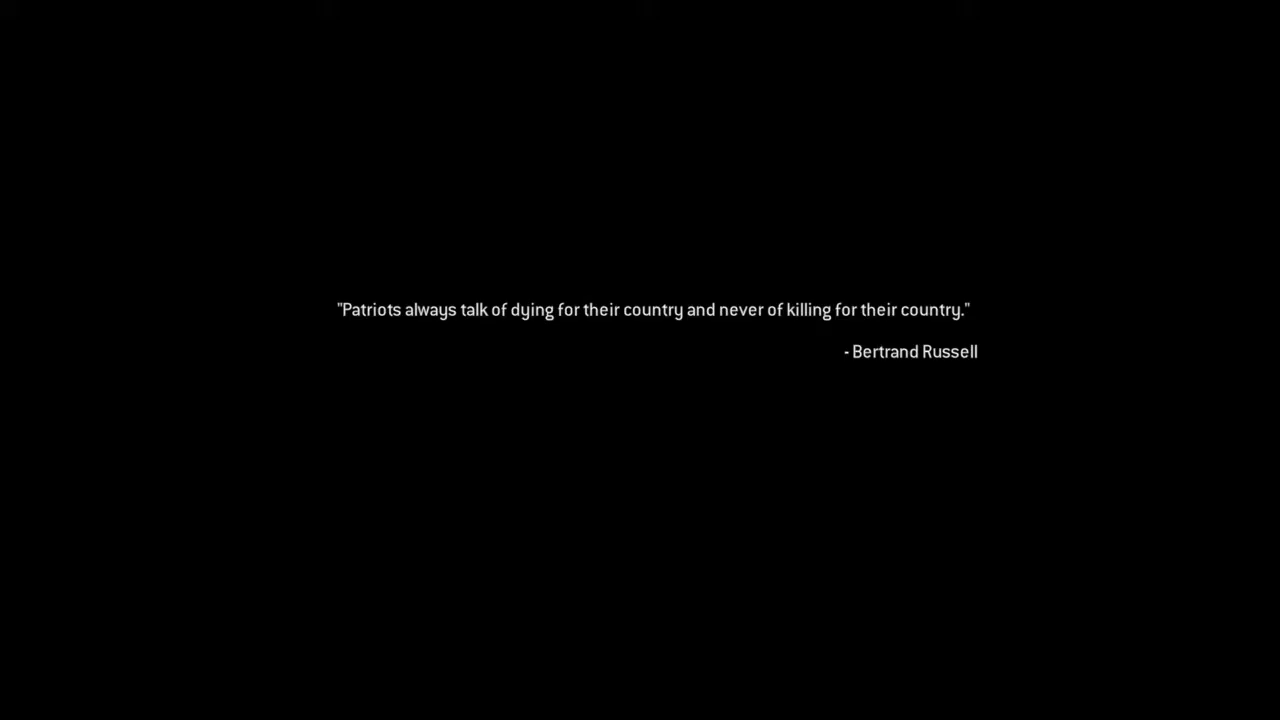 "Patriots always talk of dying for their country and never of killing for their country."
- Bertrand Russell